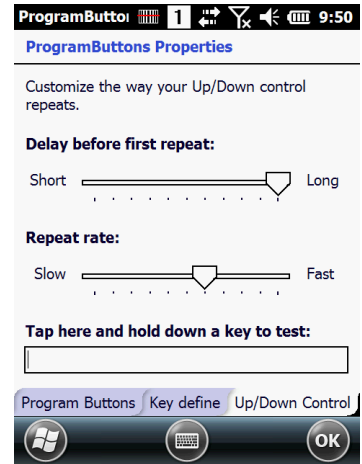 ProgramButto 1 9:50
ProgramButtons Properties
Customize the way your Up/Down control
repeats.
Delay before first repeat:
Short Long
Repeat rate:
Slow Fast
Tap here and hold down a key to test:
Program Buttons Key define Up/Down Control
OK